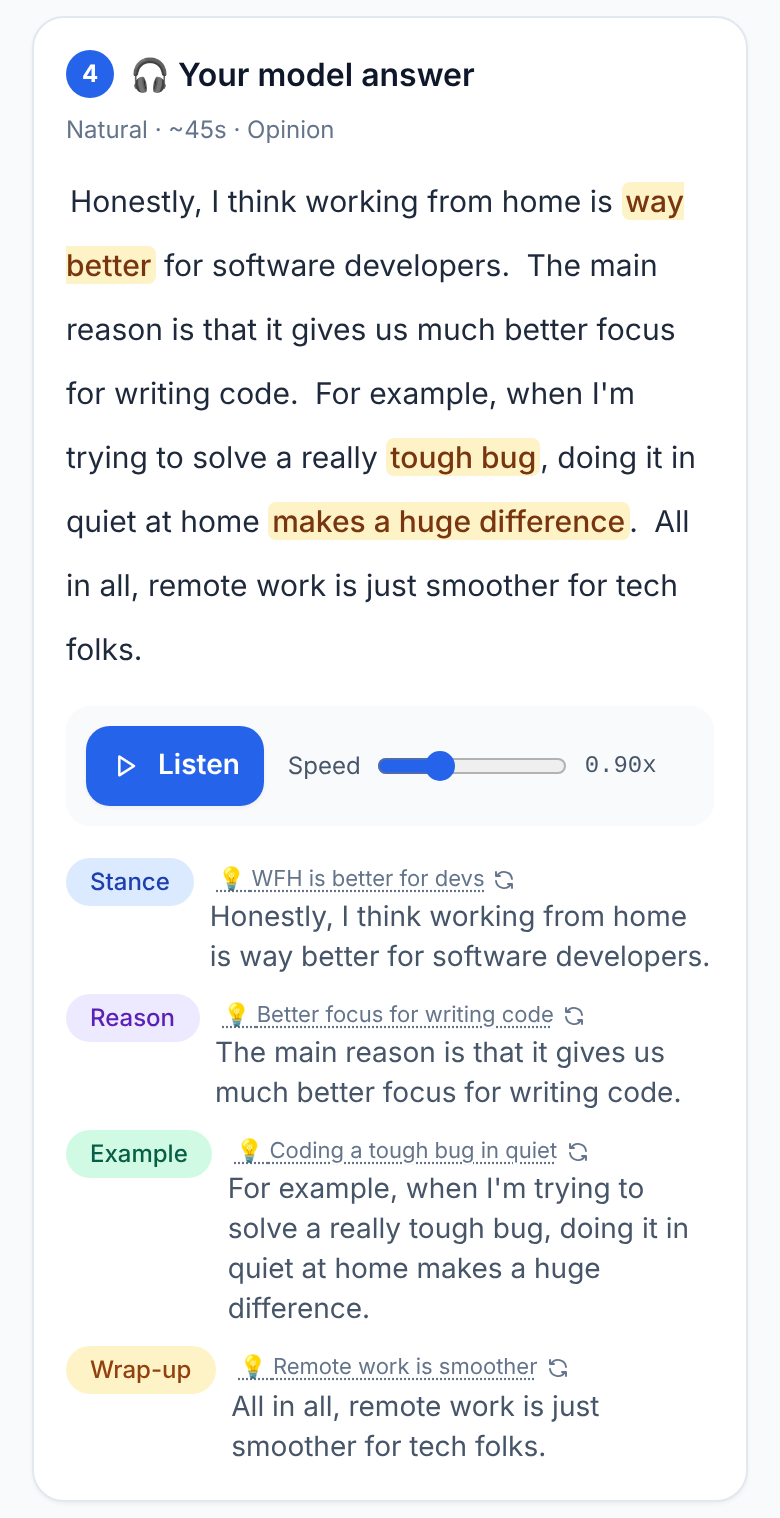 4 🎧 Your model answer
Natural · ~45s · Opinion
Honestly, I think working from home is way
better for software developers.  The main
reason is that it gives us much better focus
for writing code.  For example, when I'm
trying to solve a really tough bug, doing it in
quiet at home makes a huge difference.  All
in all, remote work is just smoother for tech
folks.
Listen Speed 0.90x
Stance 💡 WFH is better for devs
Honestly, I think working from home
is way better for software developers.
Reason 💡 Better focus for writing code
The main reason is that it gives us
much better focus for writing code.
Example 💡 Coding a tough bug in quiet
For example, when I'm trying to
solve a really tough bug, doing it in
quiet at home makes a huge
difference.
Wrap-up 💡 Remote work is smoother
All in all, remote work is just
smoother for tech folks.